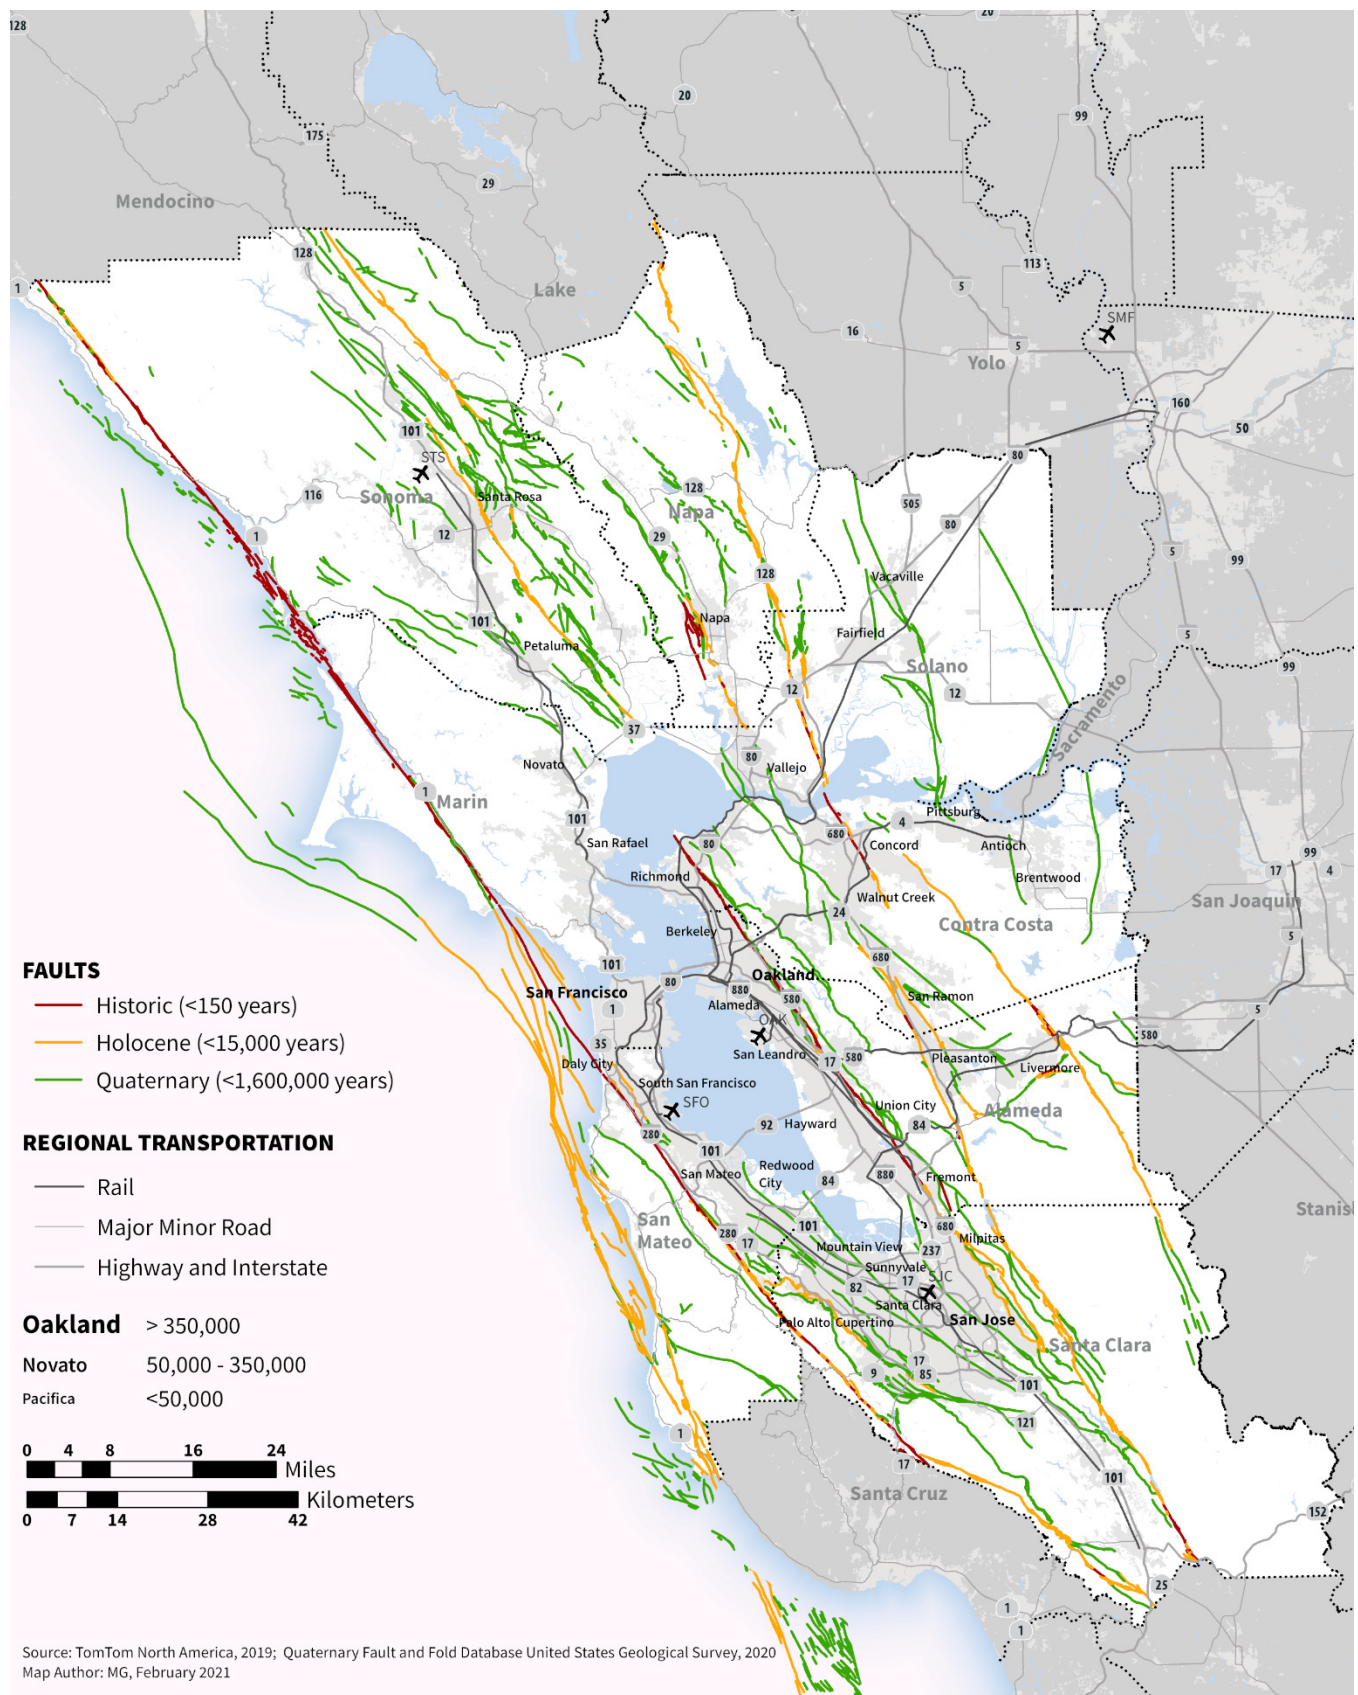 128
20
20
99
175
29
Mendocino
128
113
1
Lake
5
SMF
16
5
Yolo
160
50
101
80
STS
116
Sonoma
Santa Rosa
128
Napa
505
80
1
12
29
5
99
128
Vacaville
101
Napa
Fairfield
5
Petaluma
Solano
99
12
12
Sacramento
37
Novato
80
Vallejo
1
Marin
101
4
Pittsburg
San Rafael
80
680
Concord
Antioch
99
17
4
Richmond
Brentwood
Walnut Creek
San Joaquin
24
Berkeley
Contra Costa
5
680
FAULTS
101
Oakland
80
San Francisco
880
580
San Ramon
Historic (<150 years)
Alameda
1
OAK
5
Holocene (<15,000 years)
35
San Leandro
17
580
Pleasanton
580
Daly City
Livermore
Quaternary (<1,600,000 years)
South San Francisco
SFO
Union City
Alameda
92
Hayward
84
REGIONAL TRANSPORTATION
280
101
San Mateo
Redwood
City
84
880
Fremont
Rail
San
Mateo
101
680
Stanisl
Major Minor Road
280
17
Mountain View
237
Milpitas
Highway and Interstate
Sunnyvale
17
SJC
82
Santa Clara
Oakland
> 350,000
Palo Alto
Cupertino
San Jose
Santa Clara
Novato
50,000 - 350,000
17
9
85
101
Pacifica
<50,000
121
1
0 4 8 16 24
Miles
17
101
Santa Cruz
Kilometers
0 7 14 28 42
152
25
1
1
Source: TomTom North America, 2019; Quaternary Fault and Fold Database United States Geological Survey, 2020
Map Author: MG, February 2021